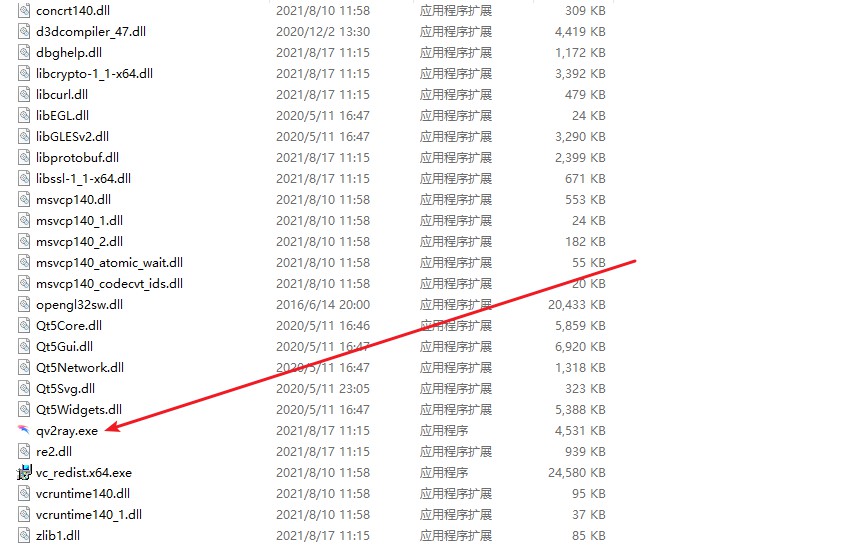 concrt140.dll 2021/8/10 11:58 应用程序扩展 309 KB
d3dcompiler_47.dll 2020/12/2 13:30 应用程序扩展 4,419 KB
dbghelp.dll 2021/8/17 11:15 应用程序扩展 1,172 KB
libcrypto-1_1-x64.dll 2021/8/17 11:15 应用程序扩展 3,392 KB
libcurl.dll 2021/8/17 11:15 应用程序扩展 479 KB
libEGL.dll 2020/5/11 16:47 应用程序扩展 24 KB
libGLESv2.dll 2020/5/11 16:47 应用程序扩展 3,290 KB
libprotobuf.dll 2021/8/17 11:15 应用程序扩展 2,399 KB
libssl-1_1-x64.dll 2021/8/17 11:15 应用程序扩展 671 KB
msvcp140.dll 2021/8/10 11:58 应用程序扩展 553 KB
msvcp140_1.dll 2021/8/10 11:58 应用程序扩展 24 KB
msvcp140_2.dll 2021/8/10 11:58 应用程序扩展 182 KB
msvcp140_atomic_wait.dll 2021/8/10 11:58 应用程序扩展 55 KB
msvcp140_codecvt_ids.dll 2021/8/10 11:58 应用程序扩展 20 KB
opengl32sw.dll 2016/6/14 20:00 应用程序扩展 20,433 KB
Qt5Core.dll 2020/5/11 16:46 应用程序扩展 5,859 KB
Qt5Gui.dll 2020/5/11 16:47 应用程序扩展 6,920 KB
Qt5Network.dll 2020/5/11 16:47 应用程序扩展 1,318 KB
Qt5Svg.dll 2020/5/11 23:05 应用程序扩展 323 KB
Qt5Widgets.dll 2020/5/11 16:47 应用程序扩展 5,388 KB
qv2ray.exe 2021/8/17 11:15 应用程序 4,531 KB
re2.dll 2021/8/17 11:15 应用程序扩展 939 KB
vc_redist.x64.exe 2021/8/10 11:58 应用程序 24,580 KB
vcruntime140.dll 2021/8/10 11:58 应用程序扩展 95 KB
vcruntime140_1.dll 2021/8/10 11:58 应用程序扩展 37 KB
zlib1.dll 2021/8/17 11:15 应用程序扩展 85 KB